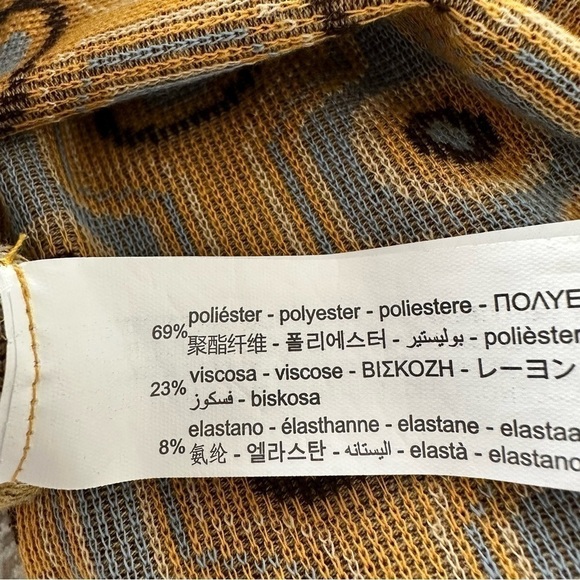 69% poliéster - polyester - poliestere - ΠΟΛΥΕ
聚酯纤维 - 폴리에스터 - بوليستير - polièster
23% viscosa - viscose - ΒΙΣΚΟΖΗ - レーヨン
فسكوز - biskosa
8% elastano - élasthanne - elastane - elastaa
氨纶 - 엘라스탄 - اليستانه - elastà - elastano